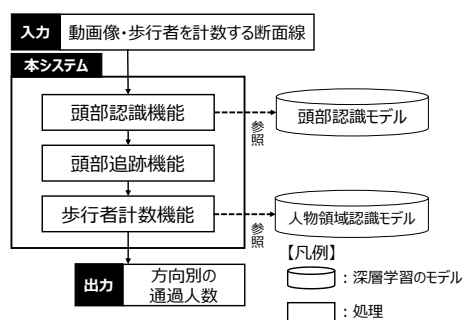 入力 動画像・歩行者を計数する断面線
本システム
頭部認識機能
参照
頭部認識モデル
頭部追跡機能
歩行者計数機能
参照
人物領域認識モデル
出力
方向別の
通過人数
【凡例】
：深層学習のモデル
：処理